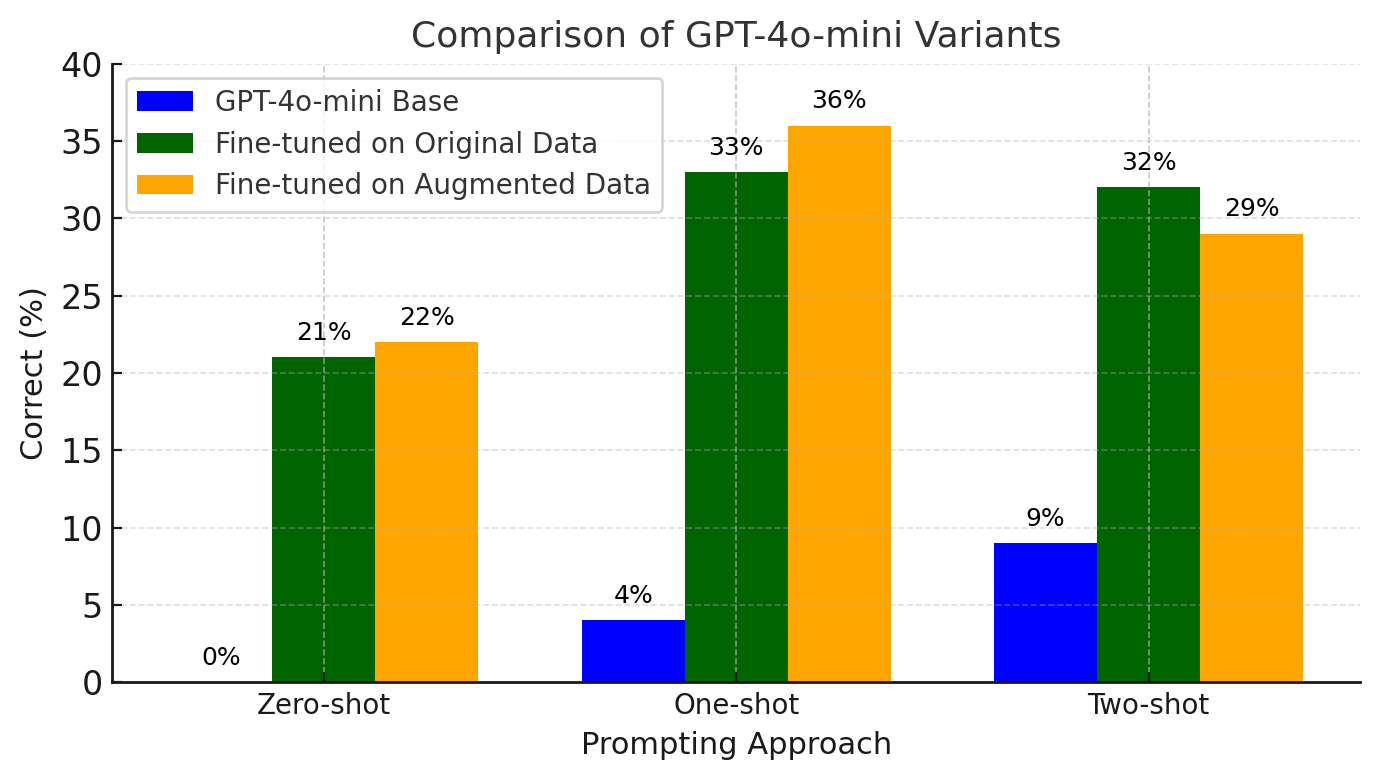 Comparison of GPT-4o-mini Variants
GPT-4o-mini Base
Fine-tuned on Original Data
Fine-tuned on Augmented Data
Correct (%)
40
35
30
25
20
15
10
5
0
0%
21%
22%
4%
33%
36%
9%
32%
29%
Zero-shot
One-shot
Two-shot
Prompting Approach